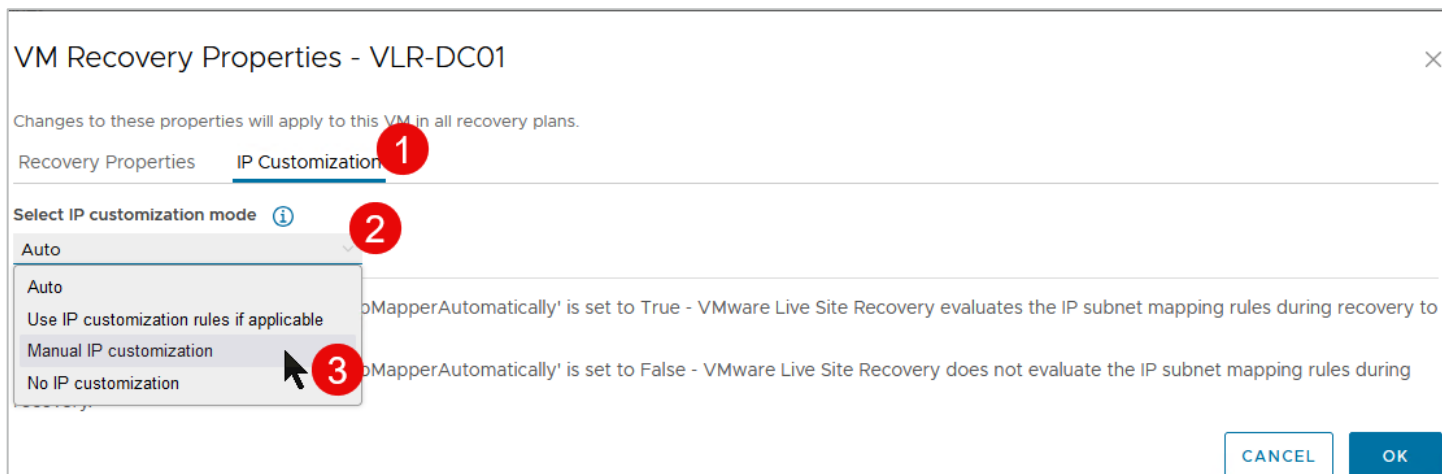 VM Recovery Properties - VLR-DC01
Changes to these properties will apply to this VM in all recovery plans.
Recovery Properties IP Customization 1
Select IP customization mode
2
Auto
Auto
Use IP customization rules if applicable
oMapperAutomatically' is set to True - VMware Live Site Recovery evaluates the IP subnet mapping rules during recovery to
Manual IP customization
3
No IP customization
oMapperAutomatically' is set to False - VMware Live Site Recovery does not evaluate the IP subnet mapping rules during
CANCEL OK